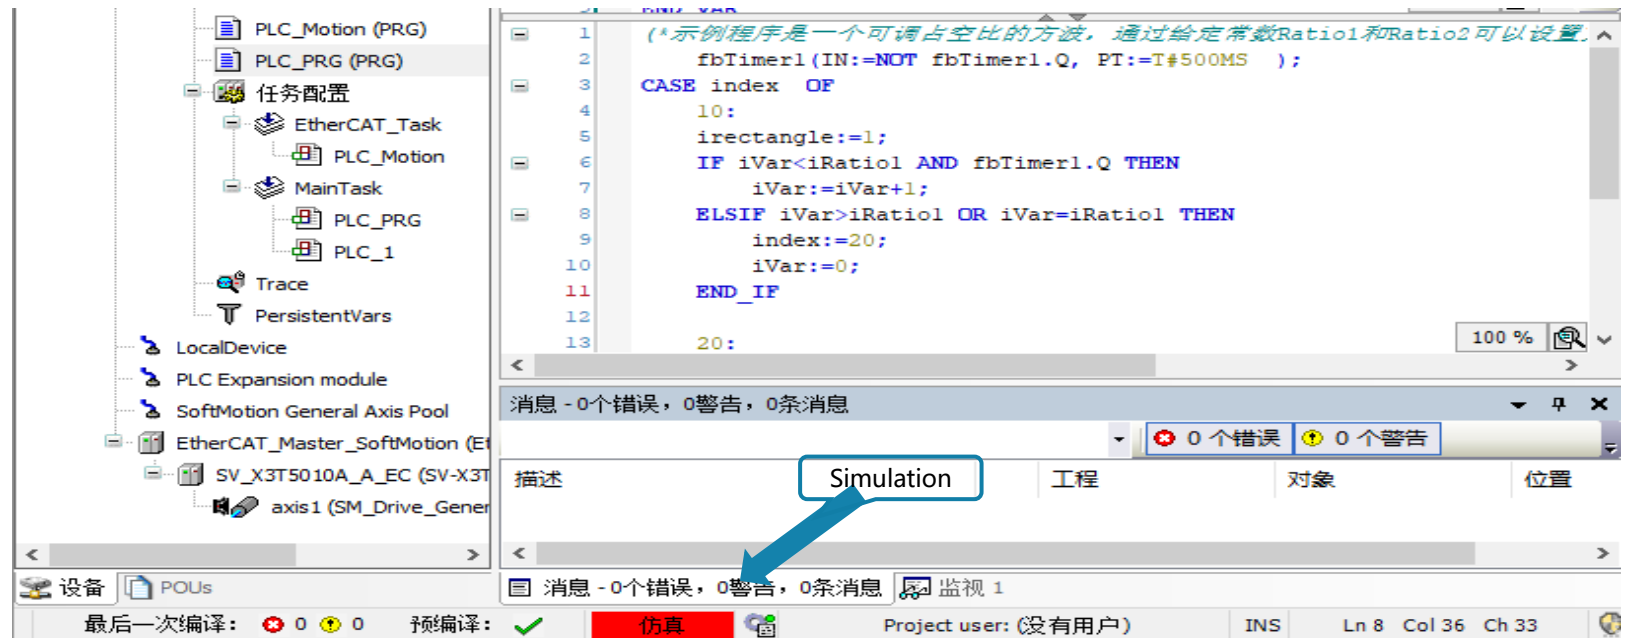 PLC_Motion (PRG)
PLC_PRG (PRG)
任务配置
EtherCAT_Task
PLC_Motion
MainTask
PLC_PRG
PLC_1
Trace
PersistentVars
LocalDevice
PLC Expansion module
SoftMotion General Axis Pool
EtherCAT_Master_SoftMotion (Et
SV_X3T5010A_A_EC (SV-X3T
axis1 (SM_Drive_Gener
设备 POUs
END_VAR
1 (*示例程序是一个可调占空比的方波，通过给定常数Ratio1和Ratio2可以设置
2 fbTimer1(IN:=NOT fbTimer1.Q, PT:=T#500MS );
3 CASE index OF
4 10:
5 irectangle:=1;
6 IF iVar<iRatio1 AND fbTimer1.Q THEN
7 iVar:=iVar+1;
8 ELSIF iVar>iRatio1 OR iVar=iRatio1 THEN
9 index:=20;
10 iVar:=0;
11 END_IF
12
13 20:
100 %
消息 - 0个错误，0警告，0条消息
0 个错误 0 个警告
描述 工程 对象 位置
Simulation
消息 - 0个错误，0警告，0条消息 监视 1
最后一次编译： 0 0 预编译： 仿真 Project user: (没有用户) INS Ln 8 Col 36 Ch 33